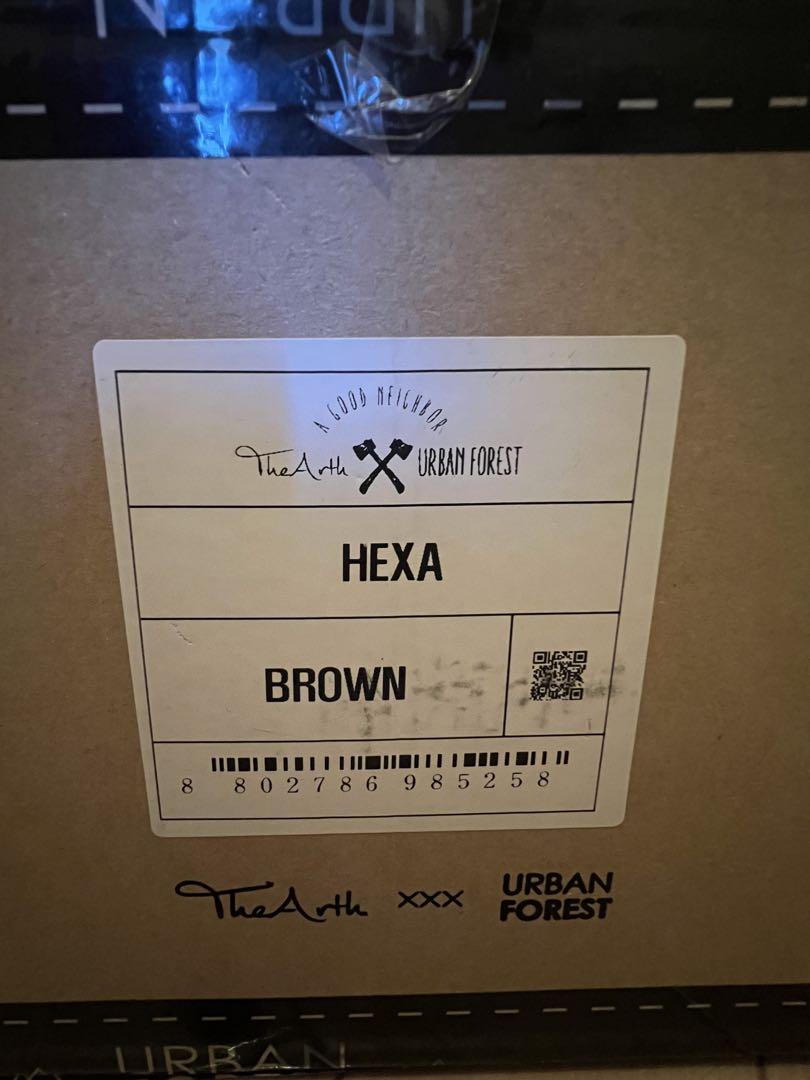 A GOOD NEIGHBOR
TheArth URBAN FOREST
HEXA
BROWN
8 802786 985258
TheArth xxx URBAN FOREST
URBAN